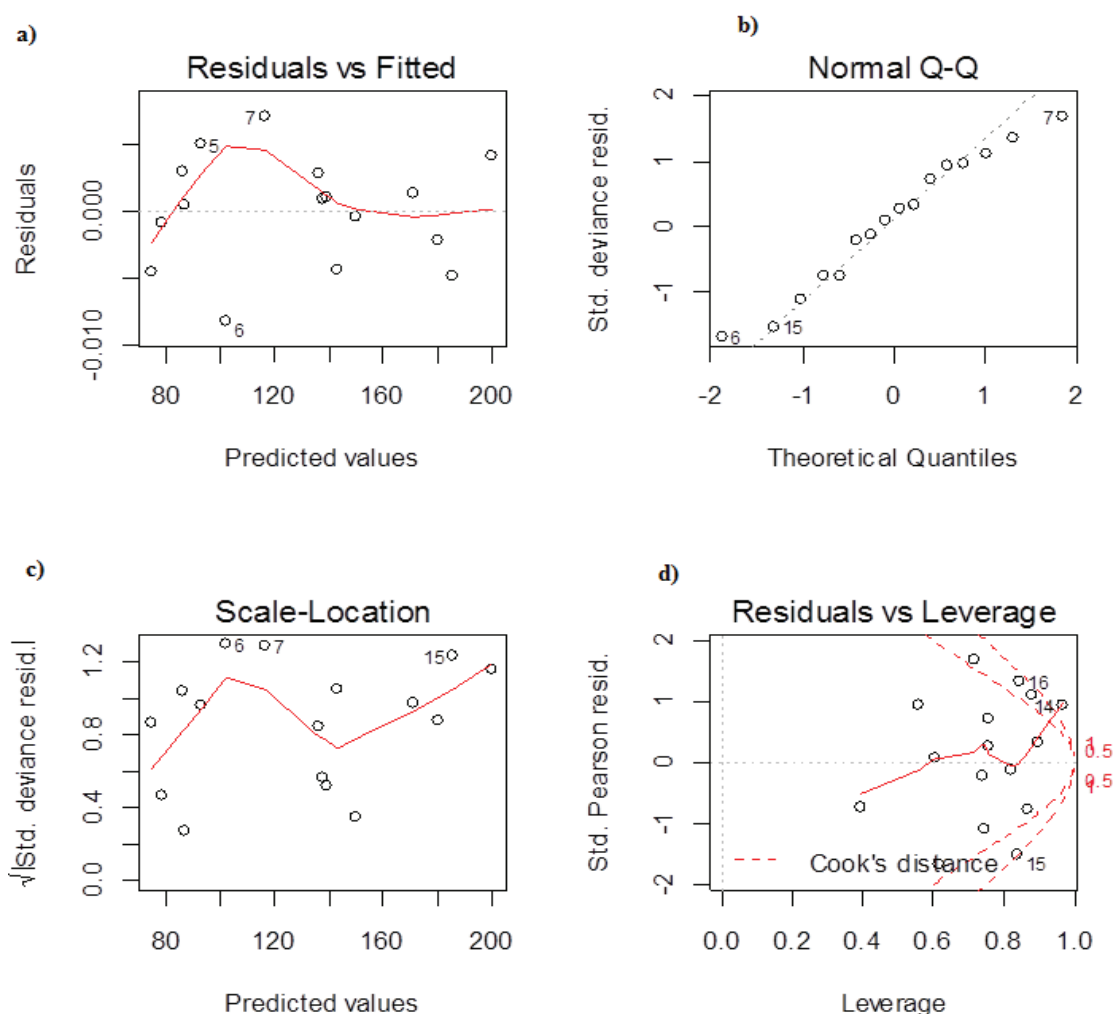 a)
Residuals vs Fitted
Residuals
0.000
-0.010
5
7
6
80
120
160
200
Predicted values
b)
Normal Q-Q
Std. deviance resid.
2
1
0
-1
7
6
15
-2
-1
0
1
2
Theoretical Quantiles
c)
Scale-Location
√|Std. deviance resid.|
1.2
0.8
0.4
0.0
6
7
15
80
120
160
200
Predicted values
d)
Residuals vs Leverage
Std. Pearson resid.
2
1
0
-1
-2
16
14
15
1
0.5
0.5
1
Cook's distance
0.0
0.2
0.4
0.6
0.8
1.0
Leverage